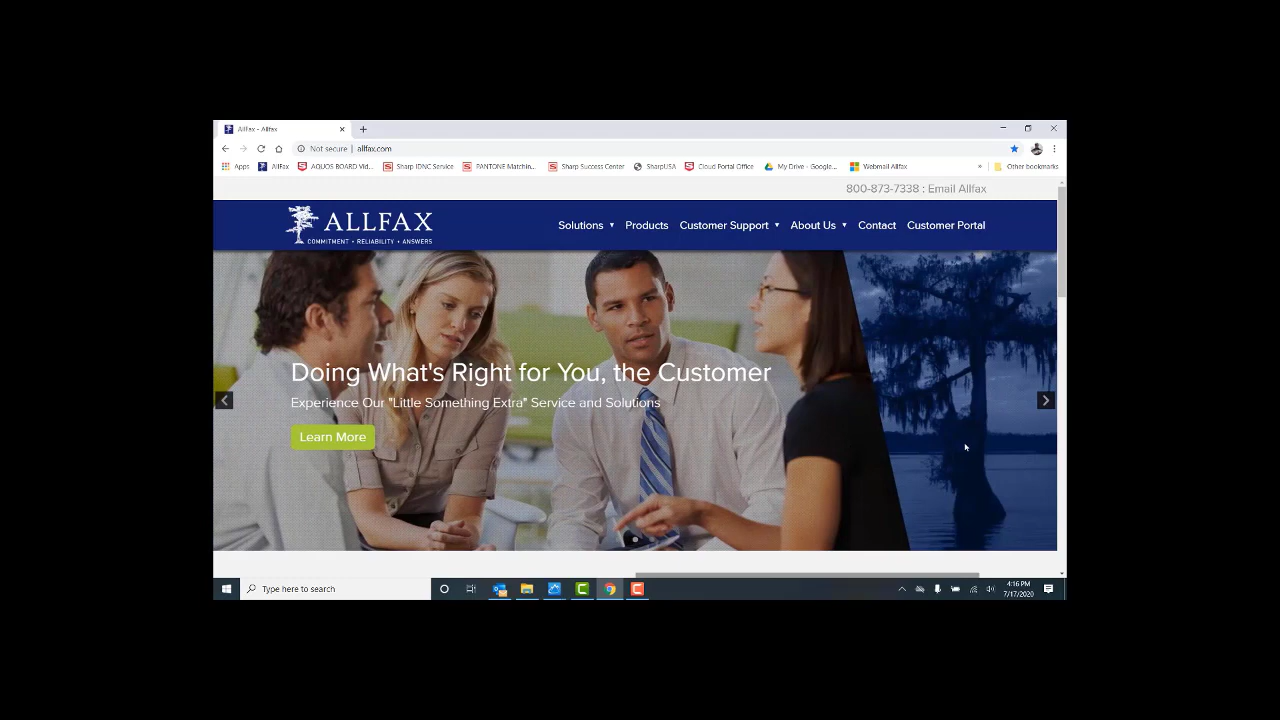 AllFax - Allfax
Not secure | allfax.com
Apps AllFax AQUOS BOARD Vid... Sharp IDNC Service PANTONE Matchin... Sharp Success Center SharpUSA Cloud Portal Office My Drive - Google... Webmail Allfax » Other bookmarks
800-873-7338 : Email Allfax
ALLFAX
COMMITMENT • RELIABILITY • ANSWERS
Solutions Products Customer Support About Us Contact Customer Portal
Doing What's Right for You, the Customer
Experience Our "Little Something Extra" Service and Solutions
Learn More
Type here to search
4:16 PM
7/17/2020